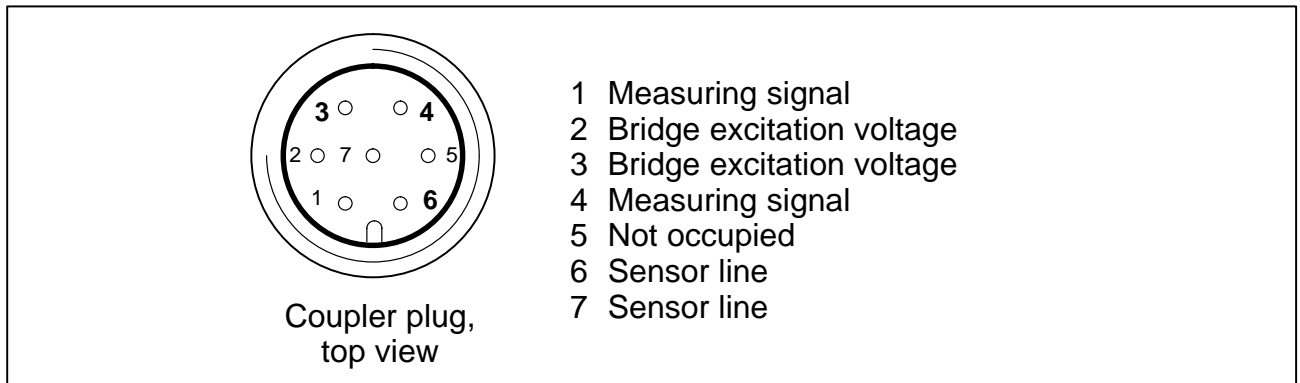 3 4
2 7 5
1 6
Coupler plug,
top view
1 Measuring signal
2 Bridge excitation voltage
3 Bridge excitation voltage
4 Measuring signal
5 Not occupied
6 Sensor line
7 Sensor line